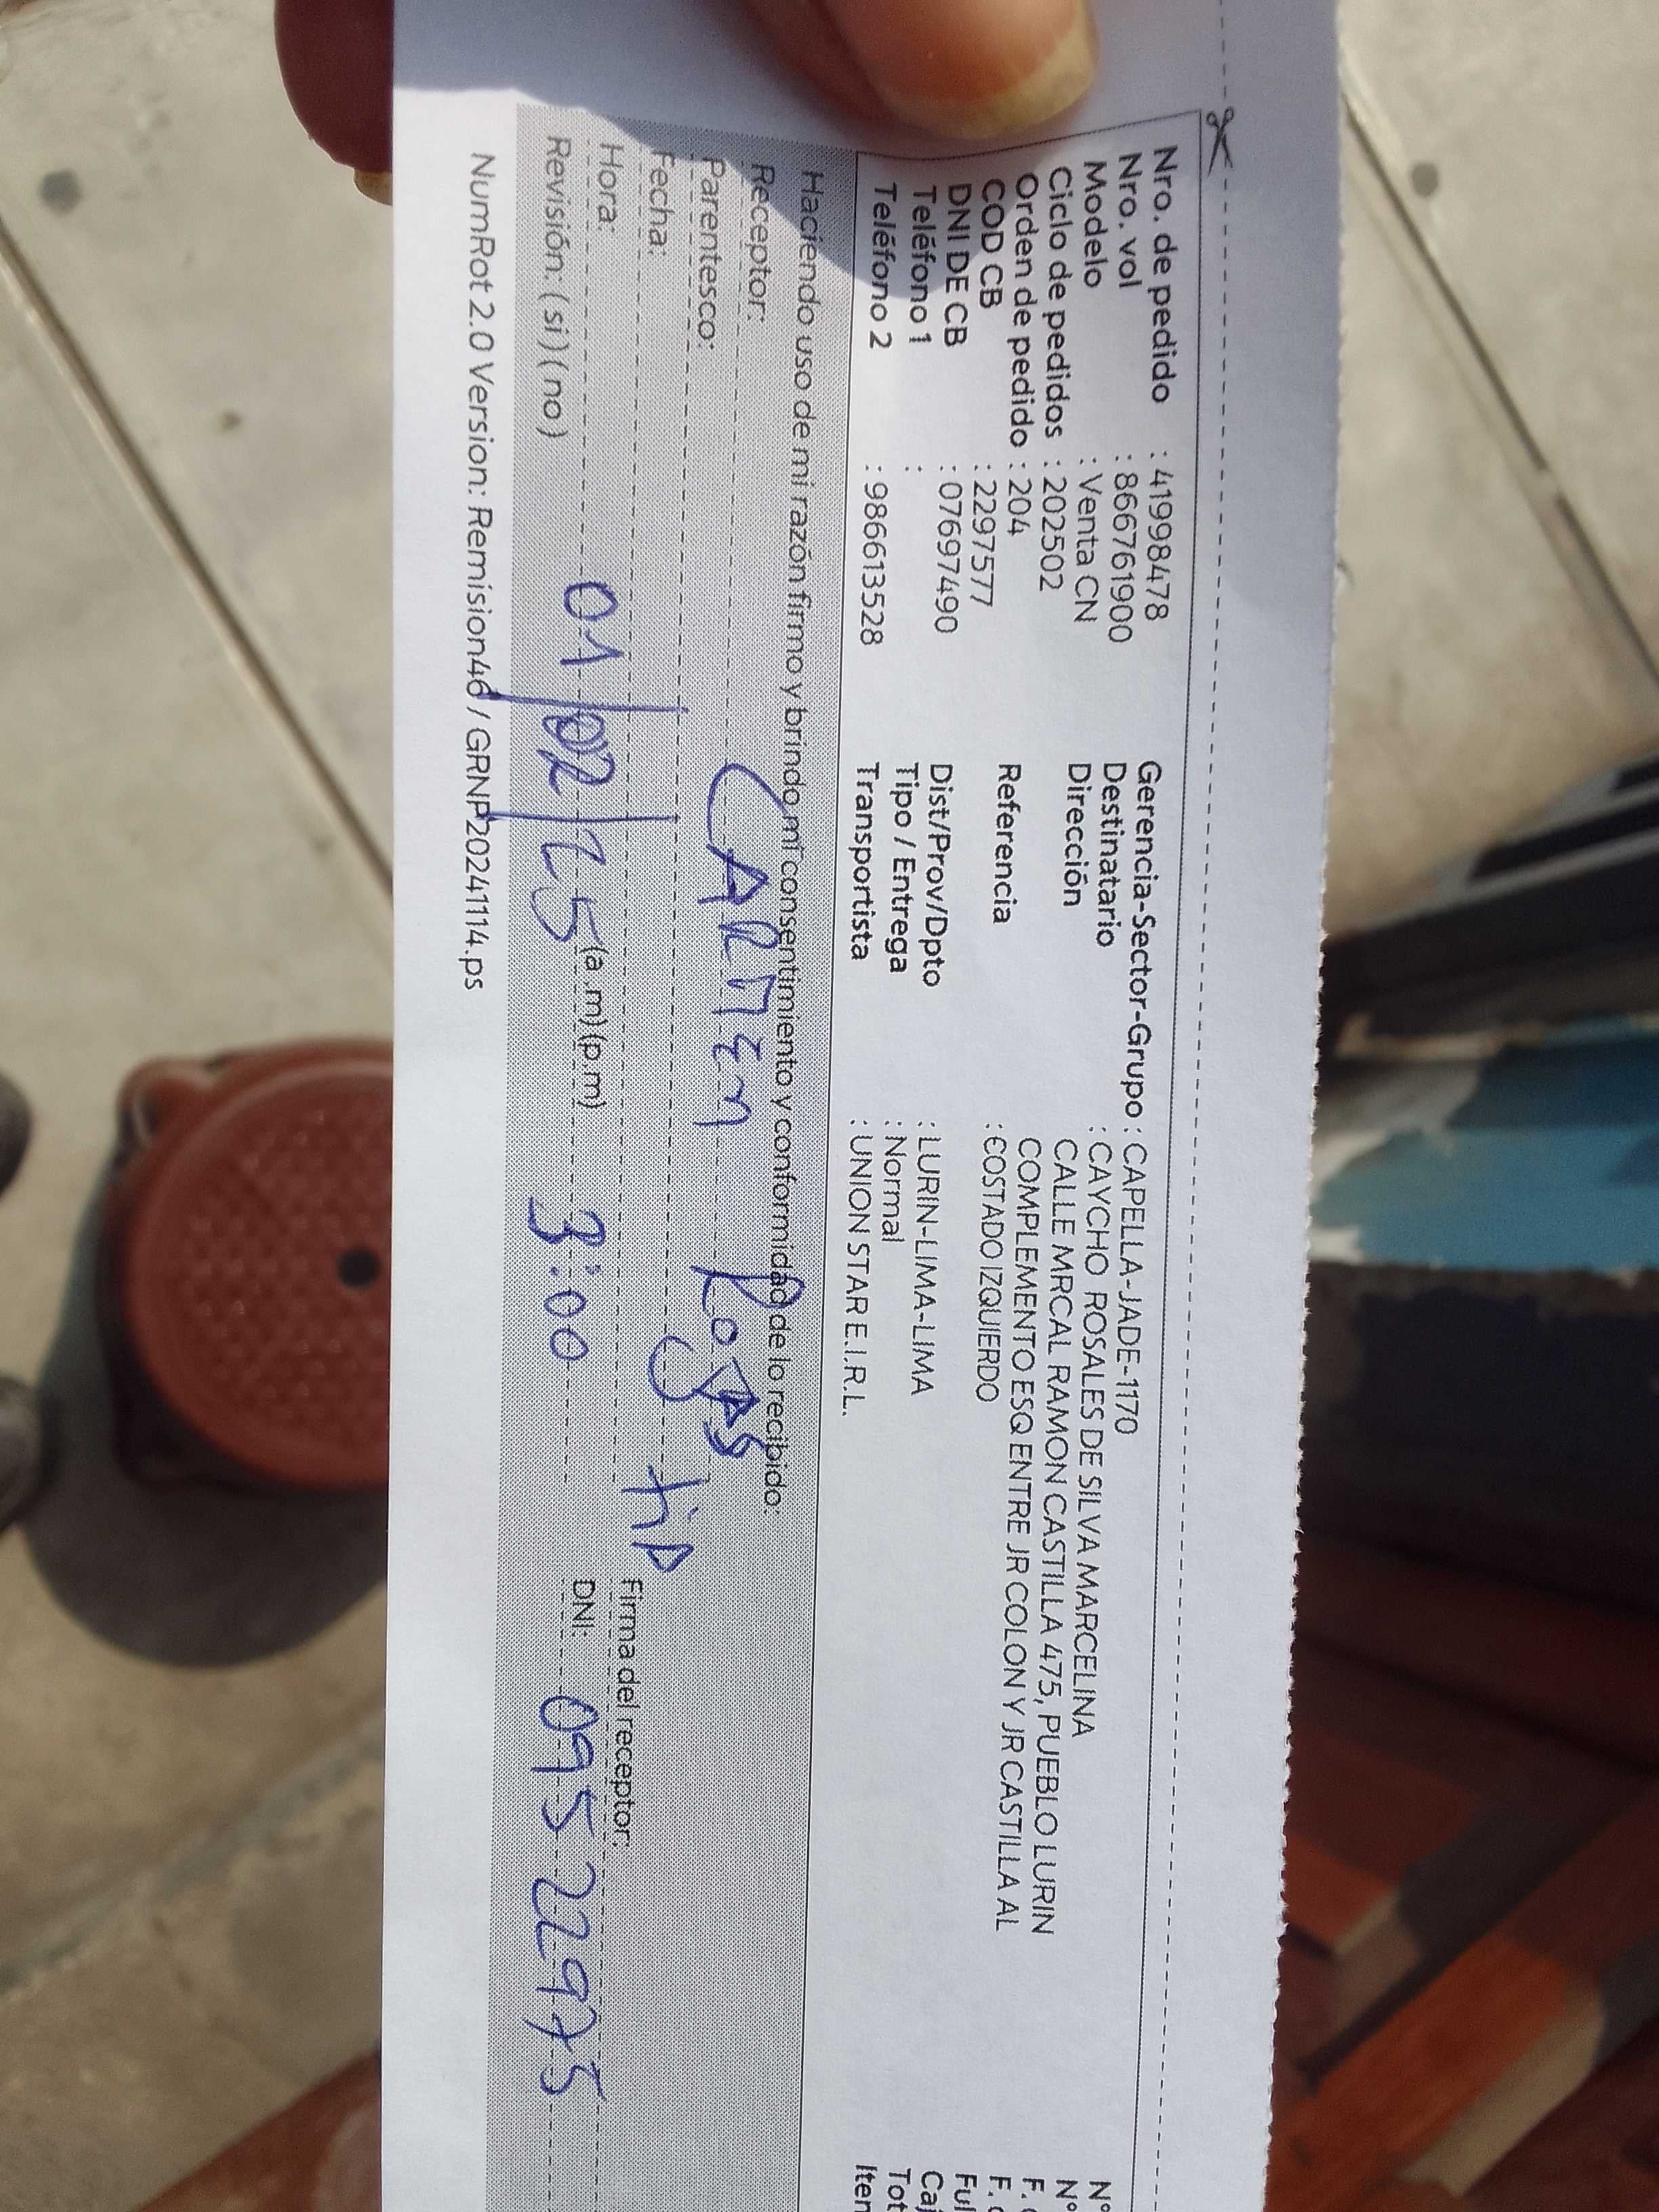 Nro. de pedido : 41998478
Nro. vol : 866761900
Modelo : Venta CN
Ciclo de pedidos : 202502
Orden de pedido : 204
COD CB : 2297577
DNI DE CB : 07697490
Teléfono 1 :
Teléfono 2 : 986613528
Gerencia-Sector-Grupo : CAPELLA-JADE-1170
Destinatario : CAYCHO ROSALES DE SILVA MARCELINA
Dirección CALLE MRCAL RAMON CASTILLA 475, PUEBLO LURIN
COMPLEMENTO ESQ ENTRE JR COLON Y JR CASTILLA AL
Referencia : COSTADO IZQUIERDO
Dist/Prov/Dpto : LURIN-LIMA-LIMA
Tipo / Entrega : Normal
Transportista : UNION STAR E.I.R.L.
N°
N°
F.
F.
Ful
Caj
Tot
Iten
Haciendo uso de mi razón firmo y brindo mi consentimiento y conformidad de lo recibido:
Receptor: CARMEN Rojas
Parentesco:
Fecha:
Hora: 01/02/25 (a.m)(p.m) 3:00
Firma del receptor:
DNI: 09522975
Revisión: ( si ) ( no )
NumRot 2.0 Version: Remision46 / GRNP20241114.ps